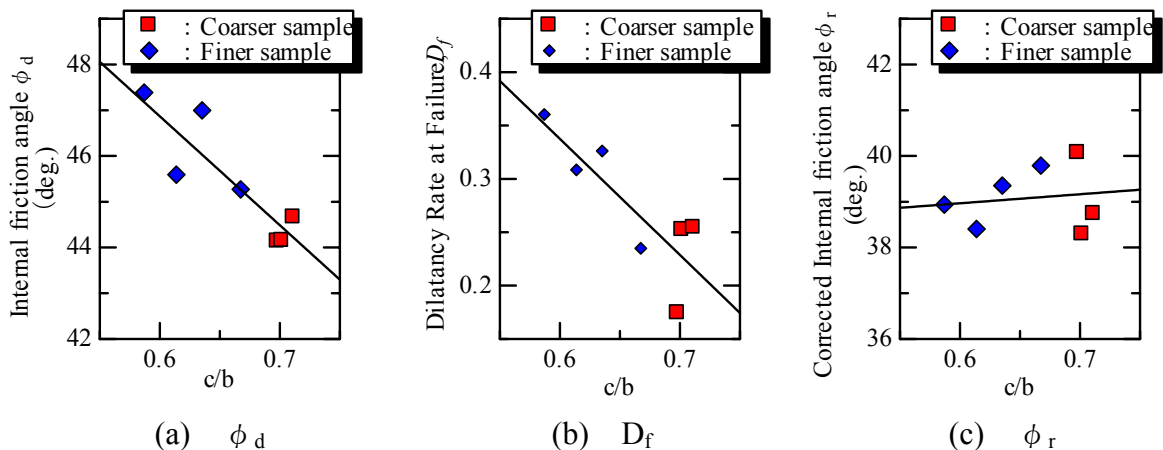 : Coarser sample
: Finer sample
Internal friction angle ϕ d
(deg.)
48
46
44
42
0.6
0.7
c/b
(a) ϕ d
: Coarser sample
: Finer sample
Dilatancy Rate at Failure Df
0.4
0.3
0.2
0.6
0.7
c/b
(b) Df
: Coarser sample
: Finer sample
Corrected Internal friction angle ϕ r
(deg.)
42
40
38
36
0.6
0.7
c/b
(c) ϕ r